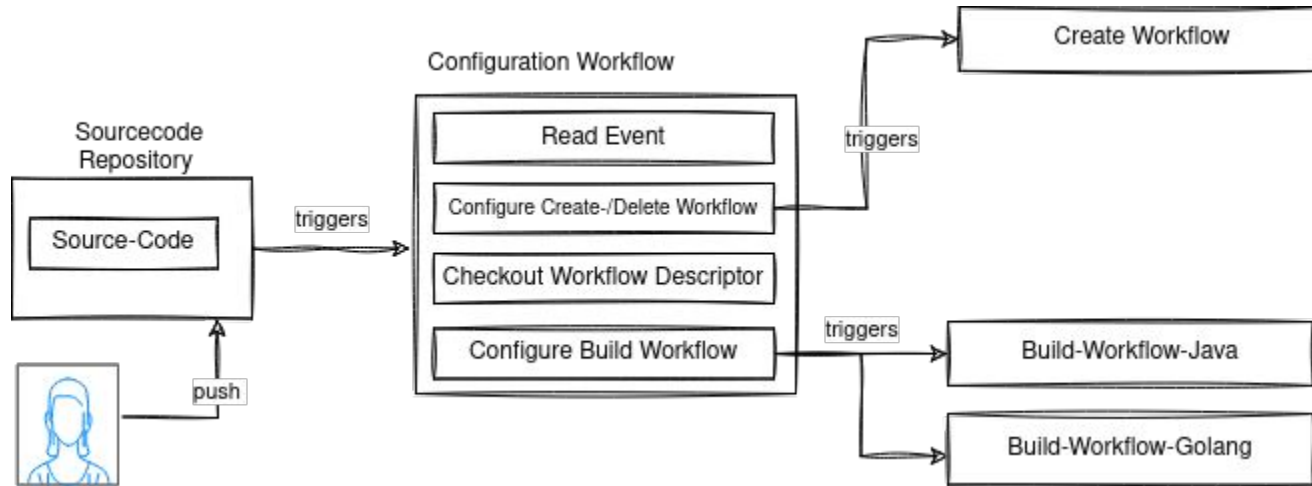 Create Workflow
Configuration Workflow
Read Event
triggers
Sourcecode
Repository
Configure Create-/Delete Workflow
triggers
Source-Code
Checkout Workflow Descriptor
triggers
Configure Build Workflow
Build-Workflow-Java
push
Build-Workflow-Golang